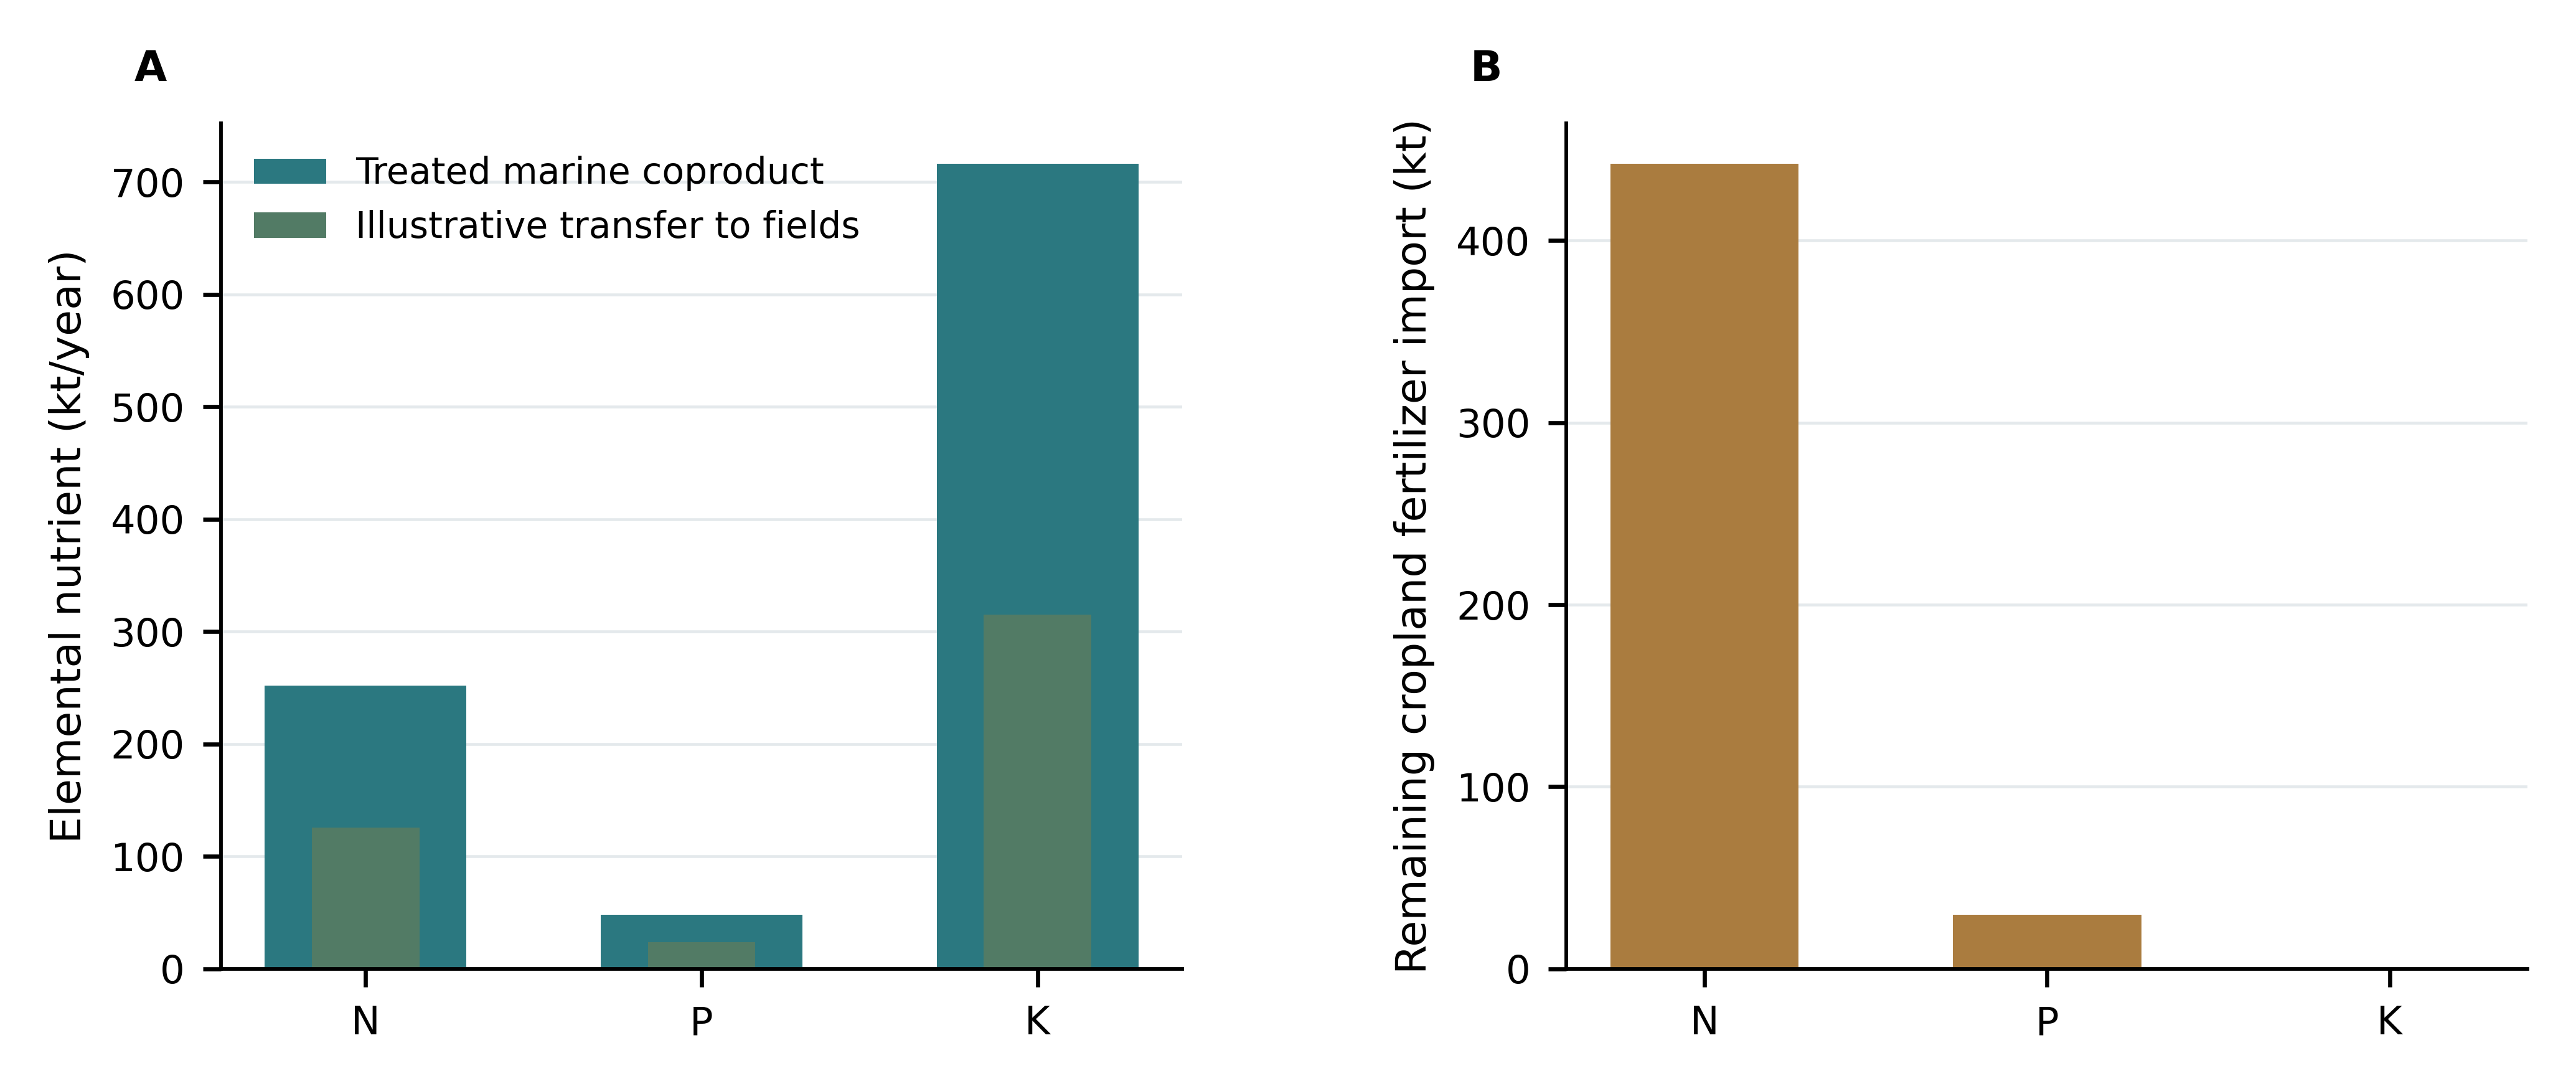 A
Elemental nutrient (kt/year)
700
600
500
400
300
200
100
0
Treated marine coproduct
Illustrative transfer to fields
N
P
K
B
Remaining cropland fertilizer import (kt)
400
300
200
100
0
N
P
K